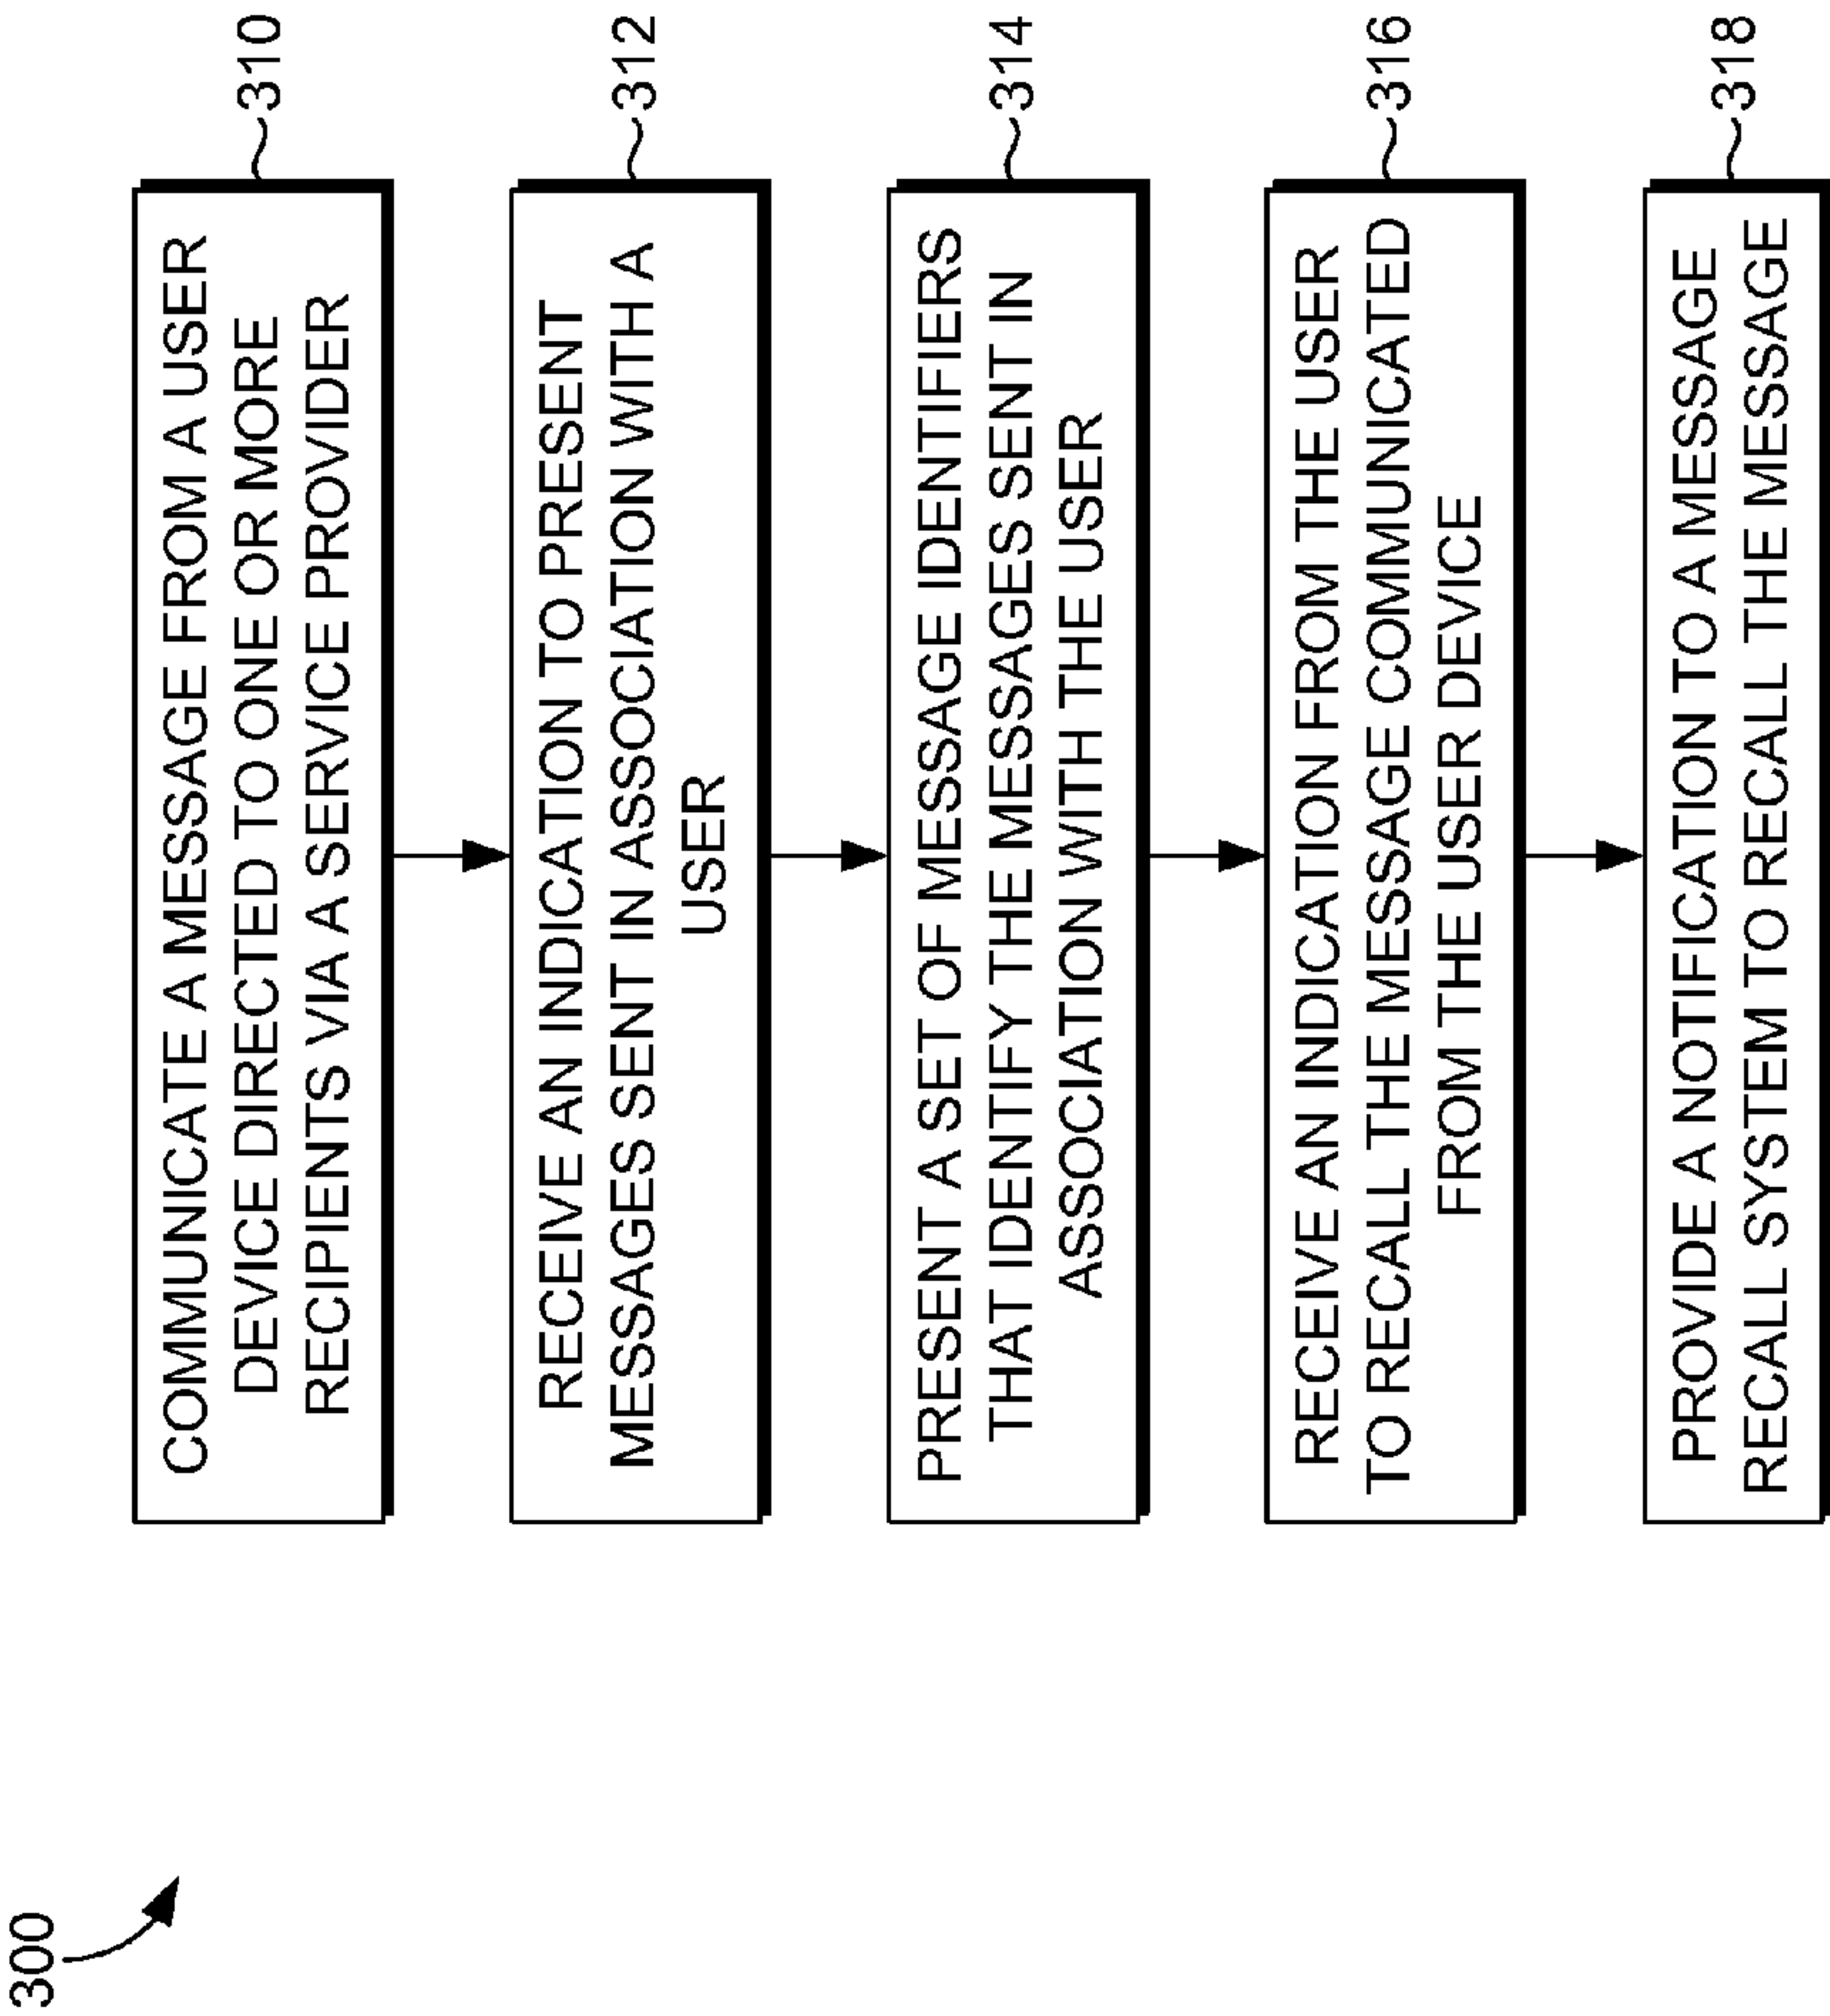 300
COMMUNICATE A MESSAGE FROM A USER
DEVICE DIRECTED TO ONE OR MORE
RECIPIENTS VIA A SERVICE PROVIDER
310
RECEIVE AN INDICATION TO PRESENT
MESSAGES SENT IN ASSOCIATION WITH A
USER
312
PRESENT A SET OF MESSAGE IDENTIFIERS
THAT IDENTIFY THE MESSAGES SENT IN
ASSOCIATION WITH THE USER
314
RECEIVE AN INDICATION FROM THE USER
TO RECALL THE MESSAGE COMMUNICATED
FROM THE USER DEVICE
316
PROVIDE A NOTIFICATION TO A MESSAGE
RECALL SYSTEM TO RECALL THE MESSAGE
318